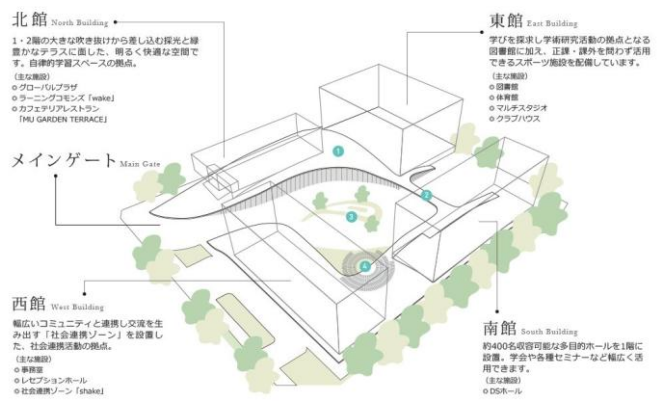 北館 North Building
1・2階の大きな吹き抜けから差し込む採光と緑
豊かなテラスに面した、明るく快適な空間で
す。自律的学習スペースの拠点。
(主な施設)
グローバルプラザ
ラーニングコモンズ「wake」
カフェテリアレストラン
「MU GARDEN TERRACE」
東館 East Building
学びを探求し学術研究活動の拠点となる
図書館に加え、正課・課外を問わず活用
できるスポーツ施設を配備しています。
(主な施設)
図書館
体育館
マルチスタジオ
クラブハウス
メインゲート Main Gate
1
2
3
4
西館 West Building
幅広いコミュニティと連携し交流を生
み出す「社会連携ゾーン」を設置し
た、社会連携活動の拠点。
(主な施設)
事務室
レセプションホール
社会連携ゾーン「shake」
南館 South Building
約400名収容可能な多目的ホールを1階に
設置。学会や各種セミナーなど幅広く活
用できます。
(主な施設)
DSホール